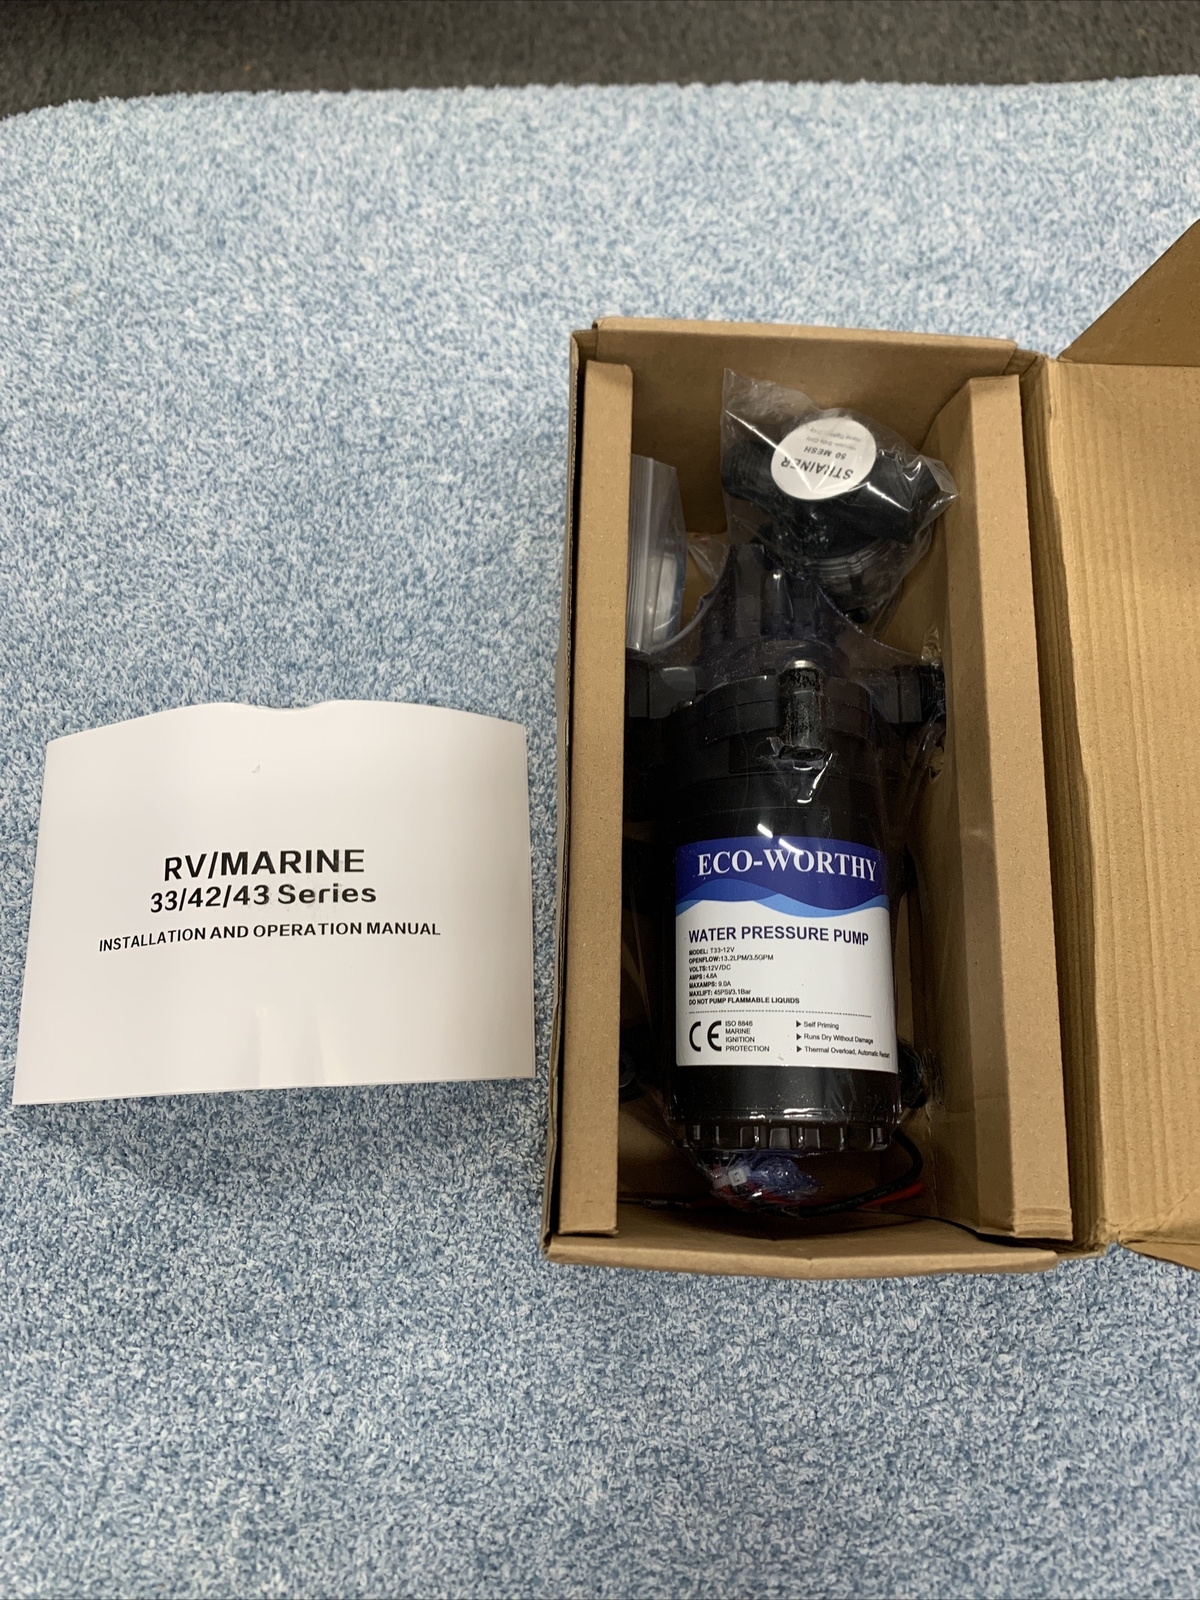 STRAINER
50 MESH
ECO-WORTHY
WATER PRESSURE PUMP
MODEL: T33-12V
OPENFLOW:13.2LPM/3.5GPM
VOLTS:12V/DC
AMPS: 4.6A
MAXAMPS: 9.0A
MAXLIFT: 45PSI/3.1Bar
DO NOT PUMP FLAMMABLE LIQUIDS
CE
ISO 8846
MARINE
IGNITION
PROTECTION
▶ Self Priming
▶ Runs Dry Without Damage
▶ Thermal Overload, Automatic Restart
RV/MARINE
33/42/43 Series
INSTALLATION AND OPERATION MANUAL